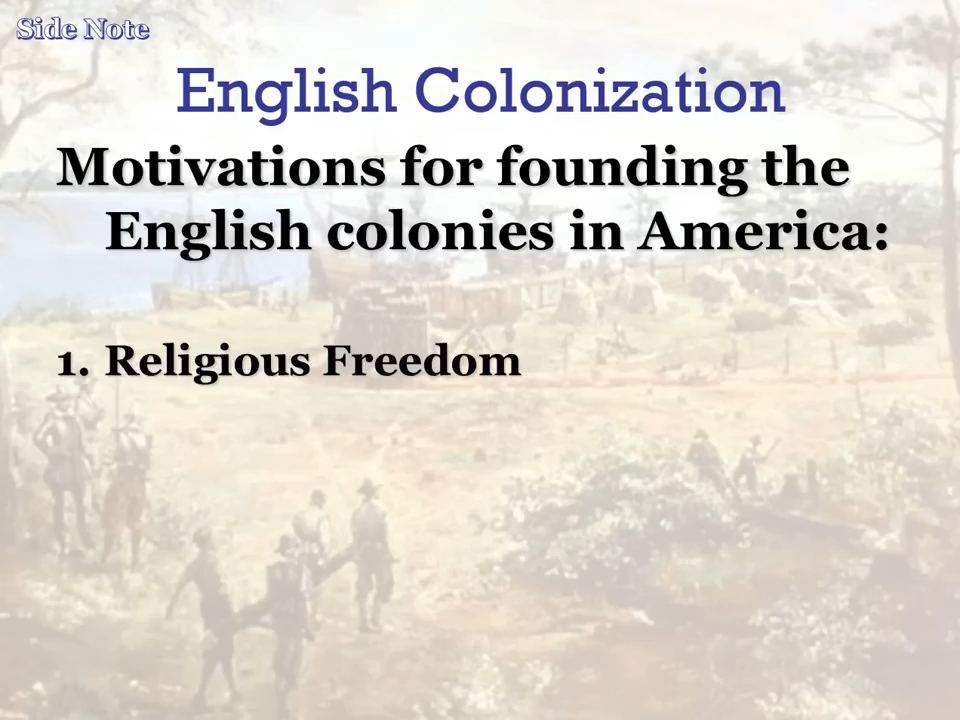 Side Note
English Colonization
Motivations for founding the
English colonies in America:
1. Religious Freedom